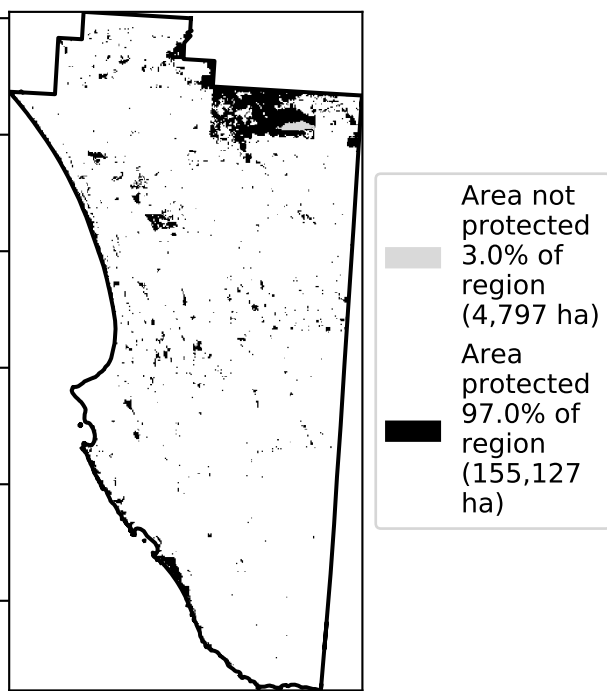 Area not
protected
3.0% of
region
(4,797 ha)
Area
protected
97.0% of
region
(155,127
ha)